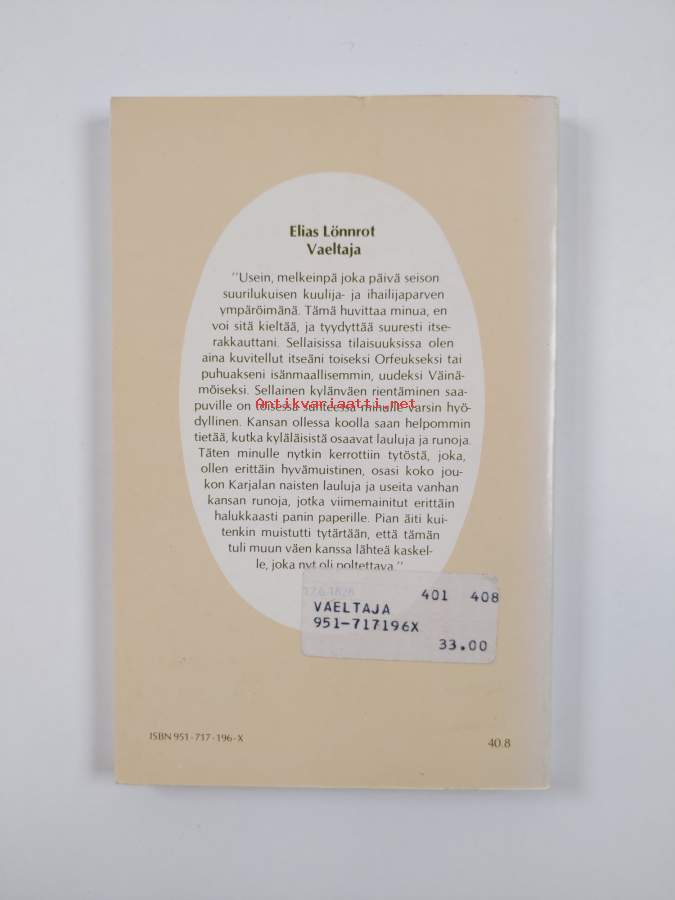 Elias Lönnrot
Vaeltaja
''Usein, melkeinpä joka päivä seison
suurilukuisen kuulija- ja ihailijaparven
ympäröimänä. Tämä huvittaa minua, en
voi sitä kieltää, ja tyydyttää suuresti itse-
rakkauttani. Sellaisissa tilaisuuksissa olen
aina kuvitellut itseäni toiseksi Orfeukseksi tai
puhuakseni isänmaallisemmin, uudeksi Väinä-
möiseksi. Sellainen kylänväen rientäminen saa-
puville on toisessa suhteessa minulle varsin hyö-
Antikvariaatti.net
dyllinen. Kansan ollessa koolla saan helpommin
tietää, kutka kyläläisistä osaavat lauluja ja runoja.
Täten minulle nytkin kerrottiin tytöstä, joka,
ollen erittäin hyvämuistinen, osasi koko jou-
kon Karjalan naisten lauluja ja useita vanhan
kansan runoja, jotka viimemainitut erittäin
halukkaasti panin paperille. Pian äiti kui-
tenkin muistutti tytärtään, että tämän
tuli muun väen kanssa lähteä kaskel-
le, joka nyt oli poltettava.''
401 408
VAELTAJA
951-717196X
33.00
ISBN 951-717-196-X
40.8